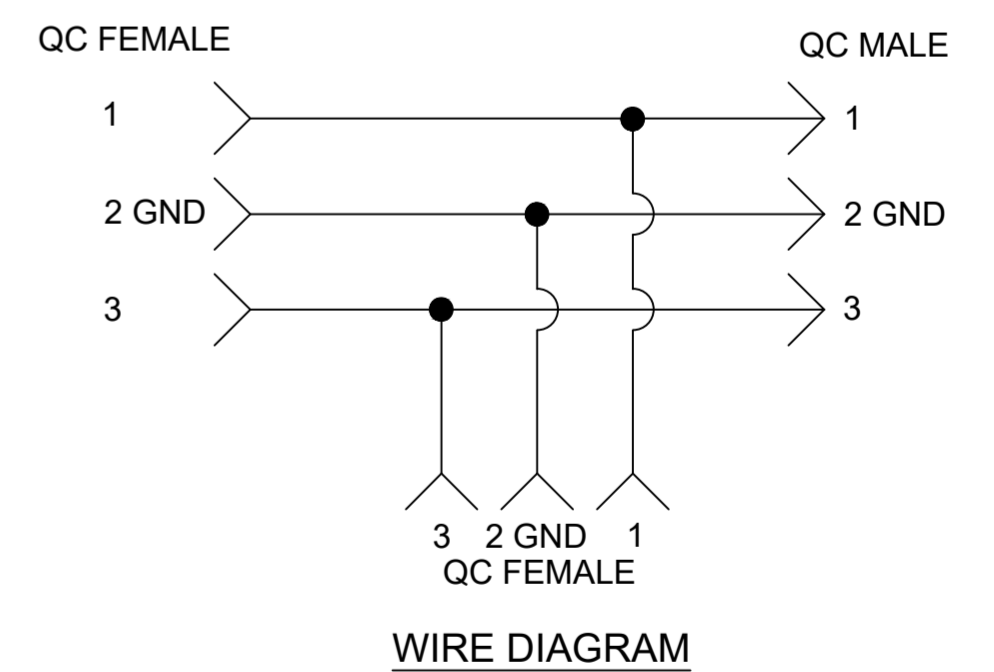 QC FEMALE
QC MALE
1
1
2 GND
2 GND
3
3
3 2 GND 1
QC FEMALE
WIRE DIAGRAM